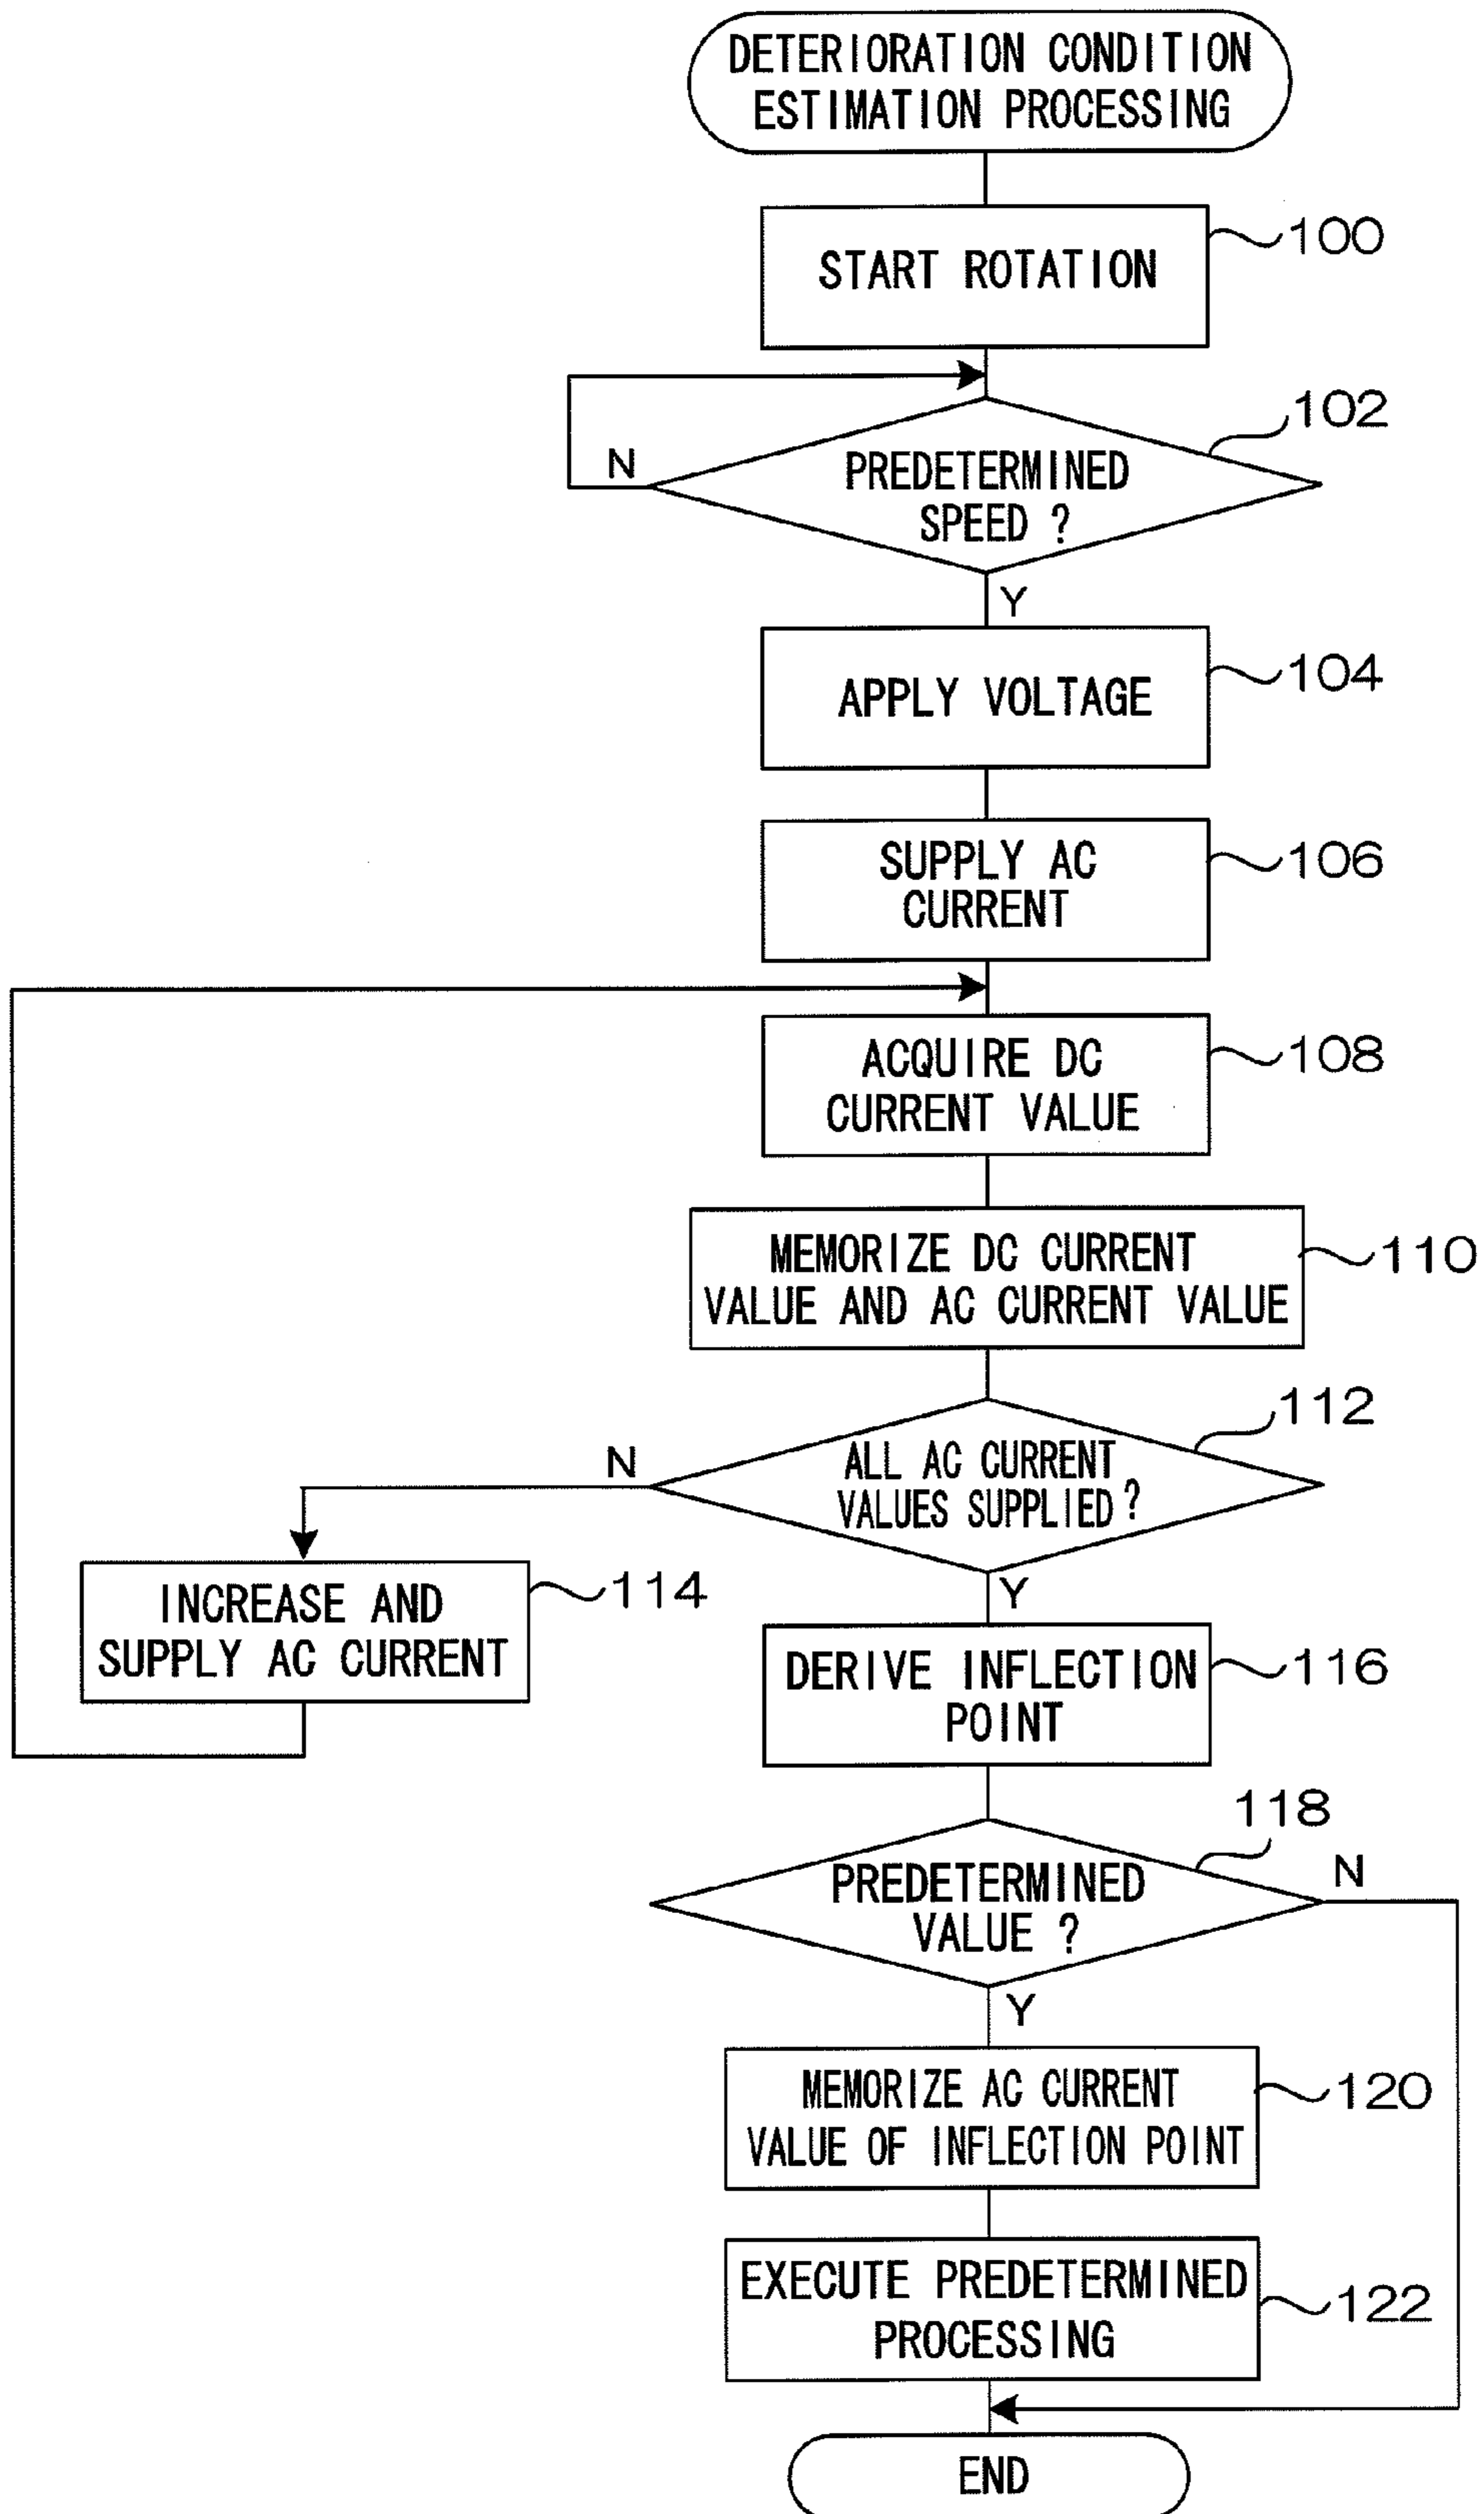 DETERIORATION CONDITION
ESTIMATION PROCESSING
START ROTATION
100
PREDETERMINED
SPEED ?
102
N
Y
APPLY VOLTAGE
104
SUPPLY AC
CURRENT
106
ACQUIRE DC
CURRENT VALUE
108
MEMORIZE DC CURRENT
VALUE AND AC CURRENT VALUE
110
ALL AC CURRENT
VALUES SUPPLIED ?
112
N
Y
INCREASE AND
SUPPLY AC CURRENT
114
DERIVE INFLECTION
POINT
116
PREDETERMINED
VALUE ?
118
N
Y
MEMORIZE AC CURRENT
VALUE OF INFLECTION POINT
120
EXECUTE PREDETERMINED
PROCESSING
122
END